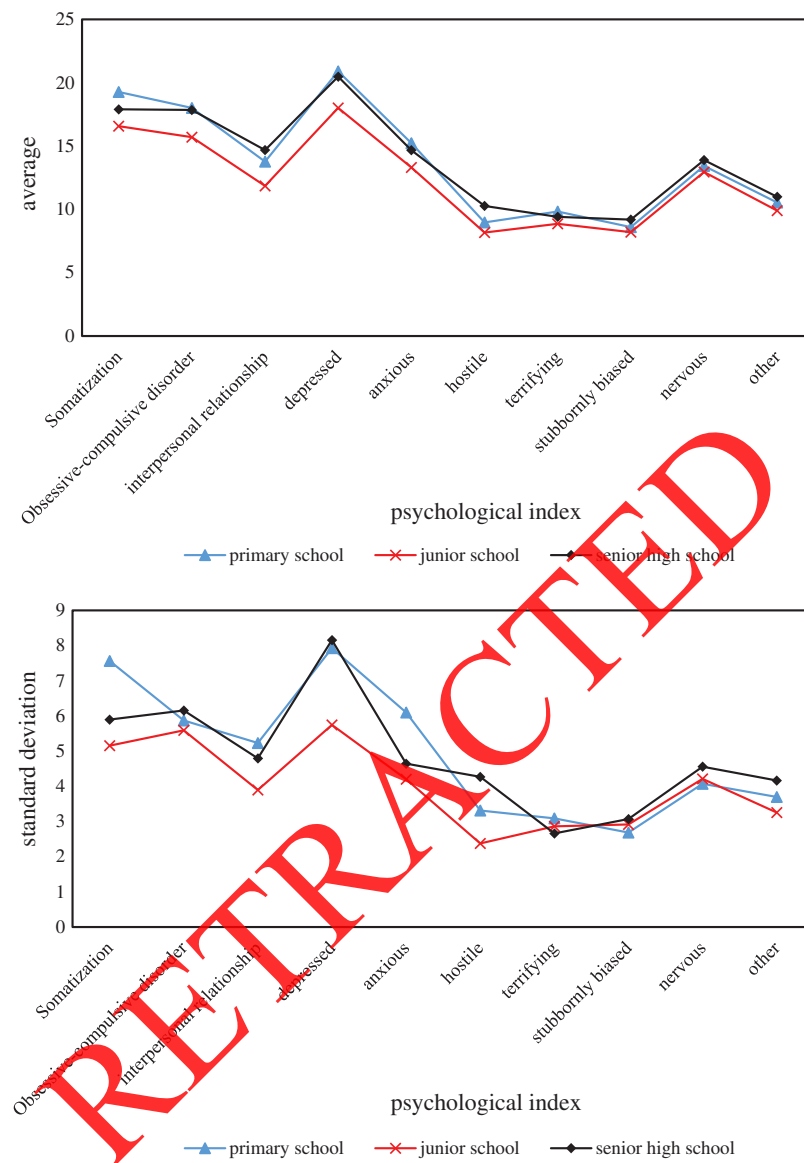 25
20
15
10
5
0
average
Somatization
Obsessive-compulsive disorder
interpersonal relationship
depressed
anxious
hostile
terrifying
stubbornly biased
nervous
other
psychological index
primary school junior school senior high school
9
8
7
6
5
4
3
2
1
0
standard deviation
Somatization
Obsessive-compulsive disorder
interpersonal relationship
depressed
anxious
hostile
terrifying
stubbornly biased
nervous
other
psychological index
primary school junior school senior high school
RETRACTED